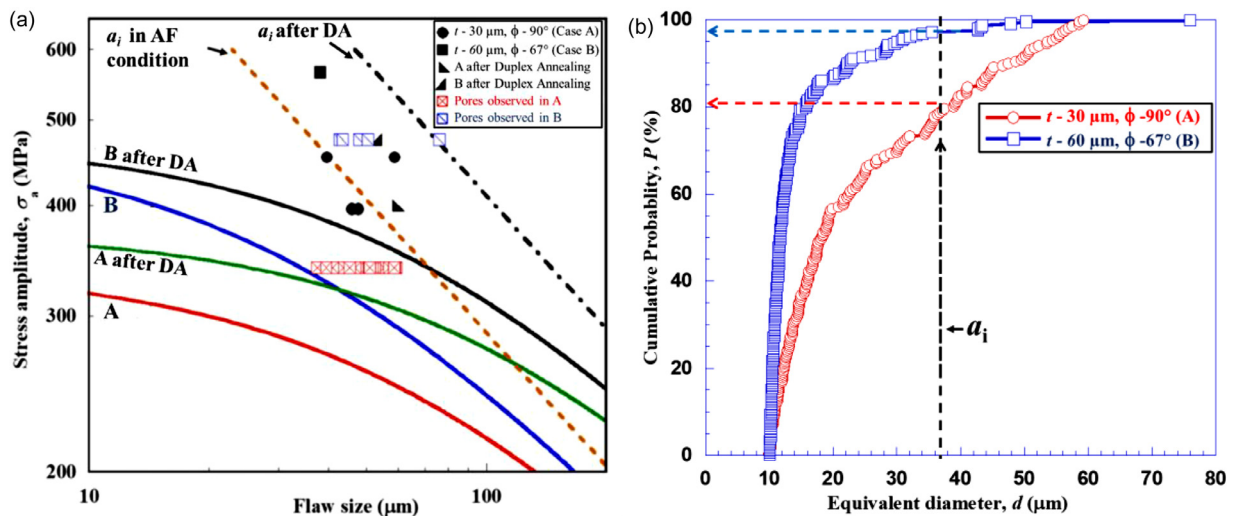 (a)
a_i in AF
condition
a_i after DA
● t - 30 µm, ϕ -90° (Case A)
■ t - 60 µm, ϕ -67° (Case B)
A after Duplex Annealing
B after Duplex Annealing
Pores observed in A
Pores observed in B
600
500
400
300
200
Stress amplitude, σ_a (MPa)
B after DA
B
A after DA
A
10
100
Flaw size (µm)
(b)
100
80
60
40
20
0
Cumulative Probablity, P (%)
t - 30 µm, ϕ -90° (A)
t - 60 µm, ϕ -67° (B)
a_i
0 10 20 30 40 50 60 70 80
Equivalent diameter, d (µm)